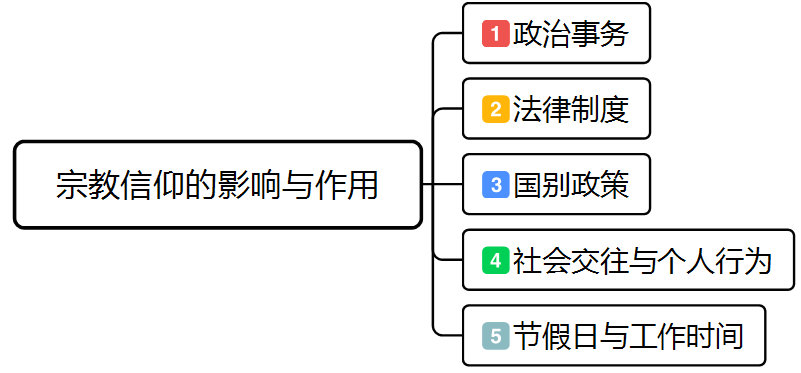 宗教信仰的影响与作用
1 政治事务
2 法律制度
3 国别政策
4 社会交往与个人行为
5 节假日与工作时间